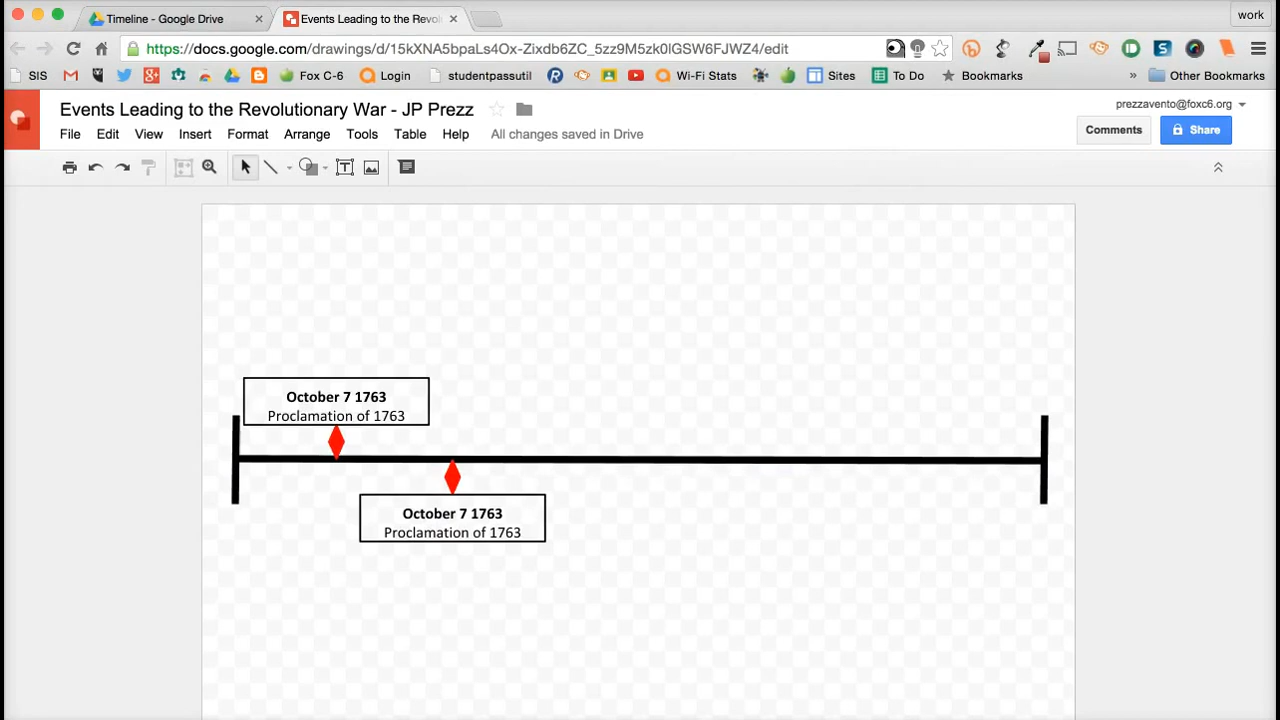 Timeline - Google Drive
Events Leading to the Revol
work
https://docs.google.com/drawings/d/15kXNA5bpaLs4Ox-Zixdb6ZC_5zz9M5zk0lGSW6FJWZ4/edit
SIS
Fox C-6
Login
studentpassutil
Wi-Fi Stats
Sites
To Do
Bookmarks
»
Other Bookmarks
Events Leading to the Revolutionary War - JP Prezz
prezzavento@foxc6.org
File Edit View Insert Format Arrange Tools Table Help All changes saved in Drive
Comments
Share
October 7 1763
Proclamation of 1763
October 7 1763
Proclamation of 1763